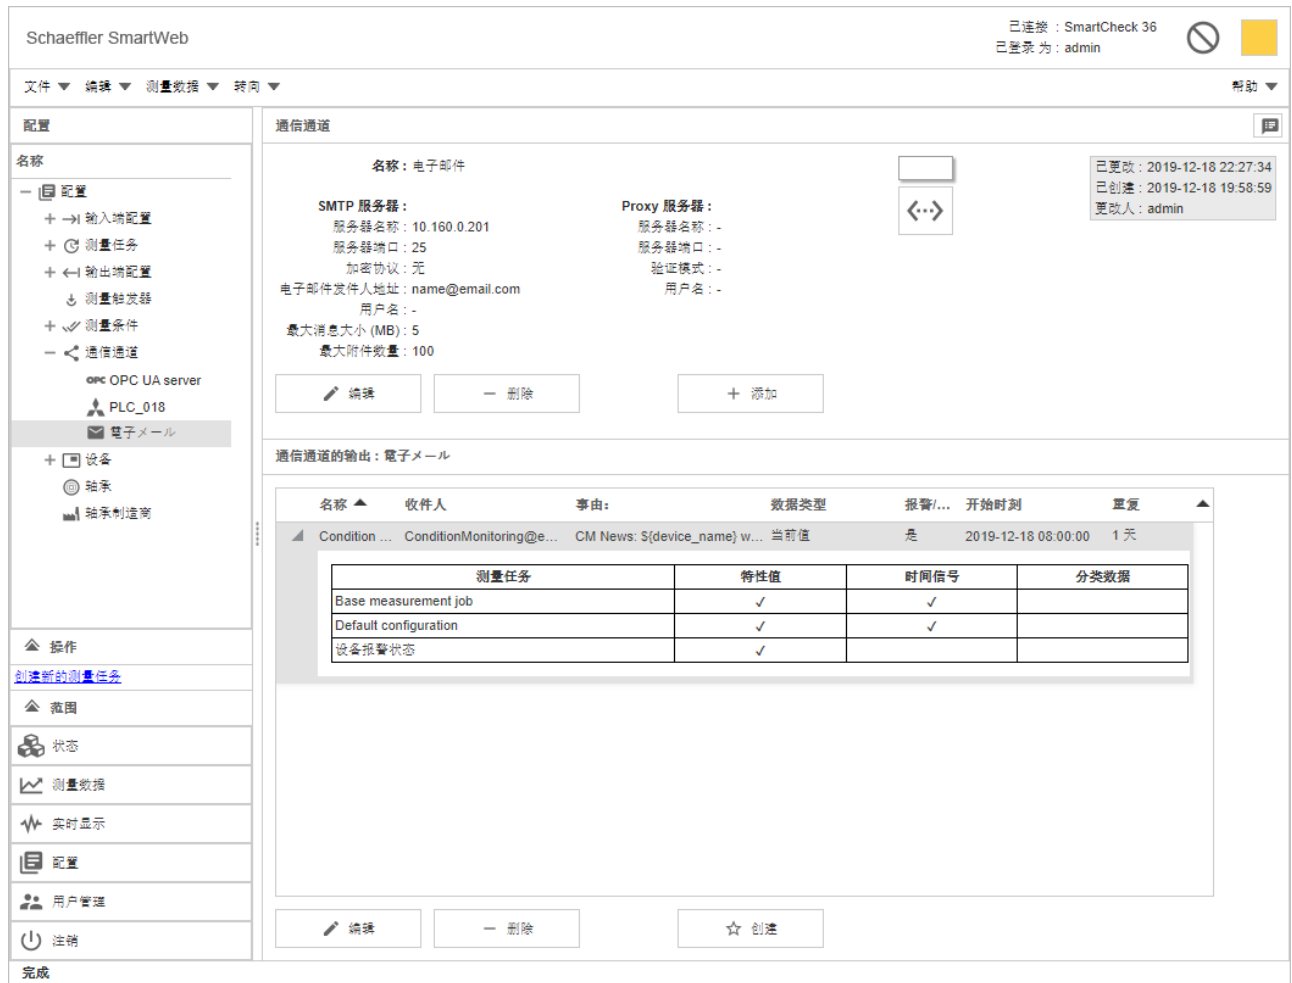 Schaeffler SmartWeb
已连接 : SmartCheck 36
已登录 为 : admin
文件 编辑 测量数据 转向 帮助
配置
名称
配置
输入端配置
测量任务
输出端配置
测量触发器
测量条件
通信通道
OPC OPC UA server
PLC_018
電子メール
设备
轴承
轴承制造商
操作
创建新的测量任务
范围
状态
测量数据
实时显示
配置
用户管理
注销
完成
通信通道
名称 : 电子邮件
SMTP 服务器 :
服务器名称 : 10.160.0.201
服务器端口 : 25
加密协议 : 无
电子邮件发件人地址 : name@email.com
用户名 : -
最大消息大小 (MB) : 5
最大附件数量 : 100
Proxy 服务器 :
服务器名称 : -
服务器端口 : -
验证模式 : -
用户名 : -
已更改 : 2019-12-18 22:27:34
已创建 : 2019-12-18 19:58:59
更改人 : admin
编辑 删除 添加
通信通道的输出 : 電子メール
名称 收件人 事由: 数据类型 报警/... 开始时刻 重复
Condition ... ConditionMonitoring@e... CM News: ${device_name} w... 当前值 是 2019-12-18 08:00:00 1 天
测量任务 特性值 时间信号 分类数据
Base measurement job ✓ ✓
Default configuration ✓ ✓
设备报警状态 ✓
编辑 删除 创建